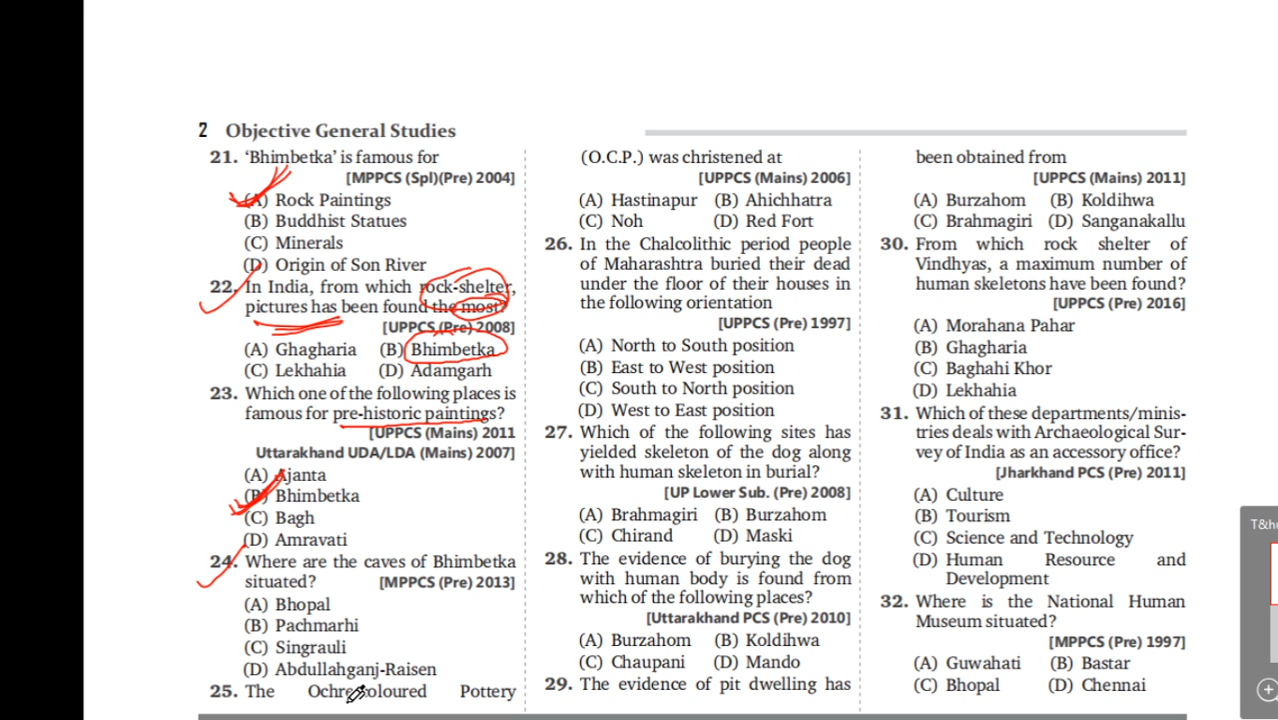 2 Objective General Studies
21. ‘Bhimbetka’ is famous for
[MPPCS (Spl)(Pre) 2004]
(A) Rock Paintings
(B) Buddhist Statues
(C) Minerals
(D) Origin of Son River
22. In India, from which rock-shelter,
pictures has been found the most?
[UPPCS (Pre) 2008]
(A) Ghagharia (B) Bhimbetka
(C) Lekhahia (D) Adamgarh
23. Which one of the following places is
famous for pre-historic paintings?
[UPPCS (Mains) 2011
Uttarakhand UDA/LDA (Mains) 2007]
(A) Ajanta
(B) Bhimbetka
(C) Bagh
(D) Amravati
24. Where are the caves of Bhimbetka
situated? [MPPCS (Pre) 2013]
(A) Bhopal
(B) Pachmarhi
(C) Singrauli
(D) Abdullahganj-Raisen
25. The Ochre Coloured Pottery
(O.C.P.) was christened at
[UPPCS (Mains) 2006]
(A) Hastinapur (B) Ahichhatra
(C) Noh (D) Red Fort
26. In the Chalcolithic period people
of Maharashtra buried their dead
under the floor of their houses in
the following orientation
[UPPCS (Pre) 1997]
(A) North to South position
(B) East to West position
(C) South to North position
(D) West to East position
27. Which of the following sites has
yielded skeleton of the dog along
with human skeleton in burial?
[UP Lower Sub. (Pre) 2008]
(A) Brahmagiri (B) Burzahom
(C) Chirand (D) Maski
28. The evidence of burying the dog
with human body is found from
which of the following places?
[Uttarakhand PCS (Pre) 2010]
(A) Burzahom (B) Koldihwa
(C) Chaupani (D) Mando
29. The evidence of pit dwelling has
been obtained from
[UPPCS (Mains) 2011]
(A) Burzahom (B) Koldihwa
(C) Brahmagiri (D) Sanganakallu
30. From which rock shelter of
Vindhyas, a maximum number of
human skeletons have been found?
[UPPCS (Pre) 2016]
(A) Morahana Pahar
(B) Ghagharia
(C) Baghahi Khor
(D) Lekhahia
31. Which of these departments/minis-
tries deals with Archaeological Sur-
vey of India as an accessory office?
[Jharkhand PCS (Pre) 2011]
(A) Culture
(B) Tourism
(C) Science and Technology
(D) Human Resource and
Development
32. Where is the National Human
Museum situated?
[MPPCS (Pre) 1997]
(A) Guwahati (B) Bastar
(C) Bhopal (D) Chennai